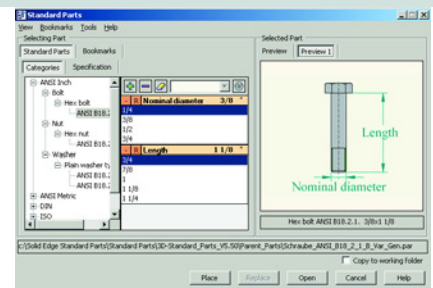 Standard Parts
View Bookmarks Tools Help
Selecting Part
Standard Parts Bookmarks
Categories Specification
ANSI Inch
Bolt
Hex bolt
ANSI B18.2
Nut
Hex nut
ANSI B18.2
Washer
Plain washer ty
ANSI B18.
ANSI B18.
ANSI Metric
DIN
ISO
- R Nominal diameter 3/8 "
1/4
3/8
1/2
3/4
- R Length 1 1/8 "
3/4
7/8
1
1 1/8
1 1/4
Selected Part
Preview Preview 1
Length
Nominal diameter
Hex bolt ANSI B18.2.1. 3/8x1 1/8
c:\Solid Edge Standard Parts\Standard Parts\3D-Standard_Parts_V5.50\Parent_Parts\Schraube_ANSI_B18_2_1_B_Var_Gen.par
Copy to working folder
Place Replace Open Cancel Help